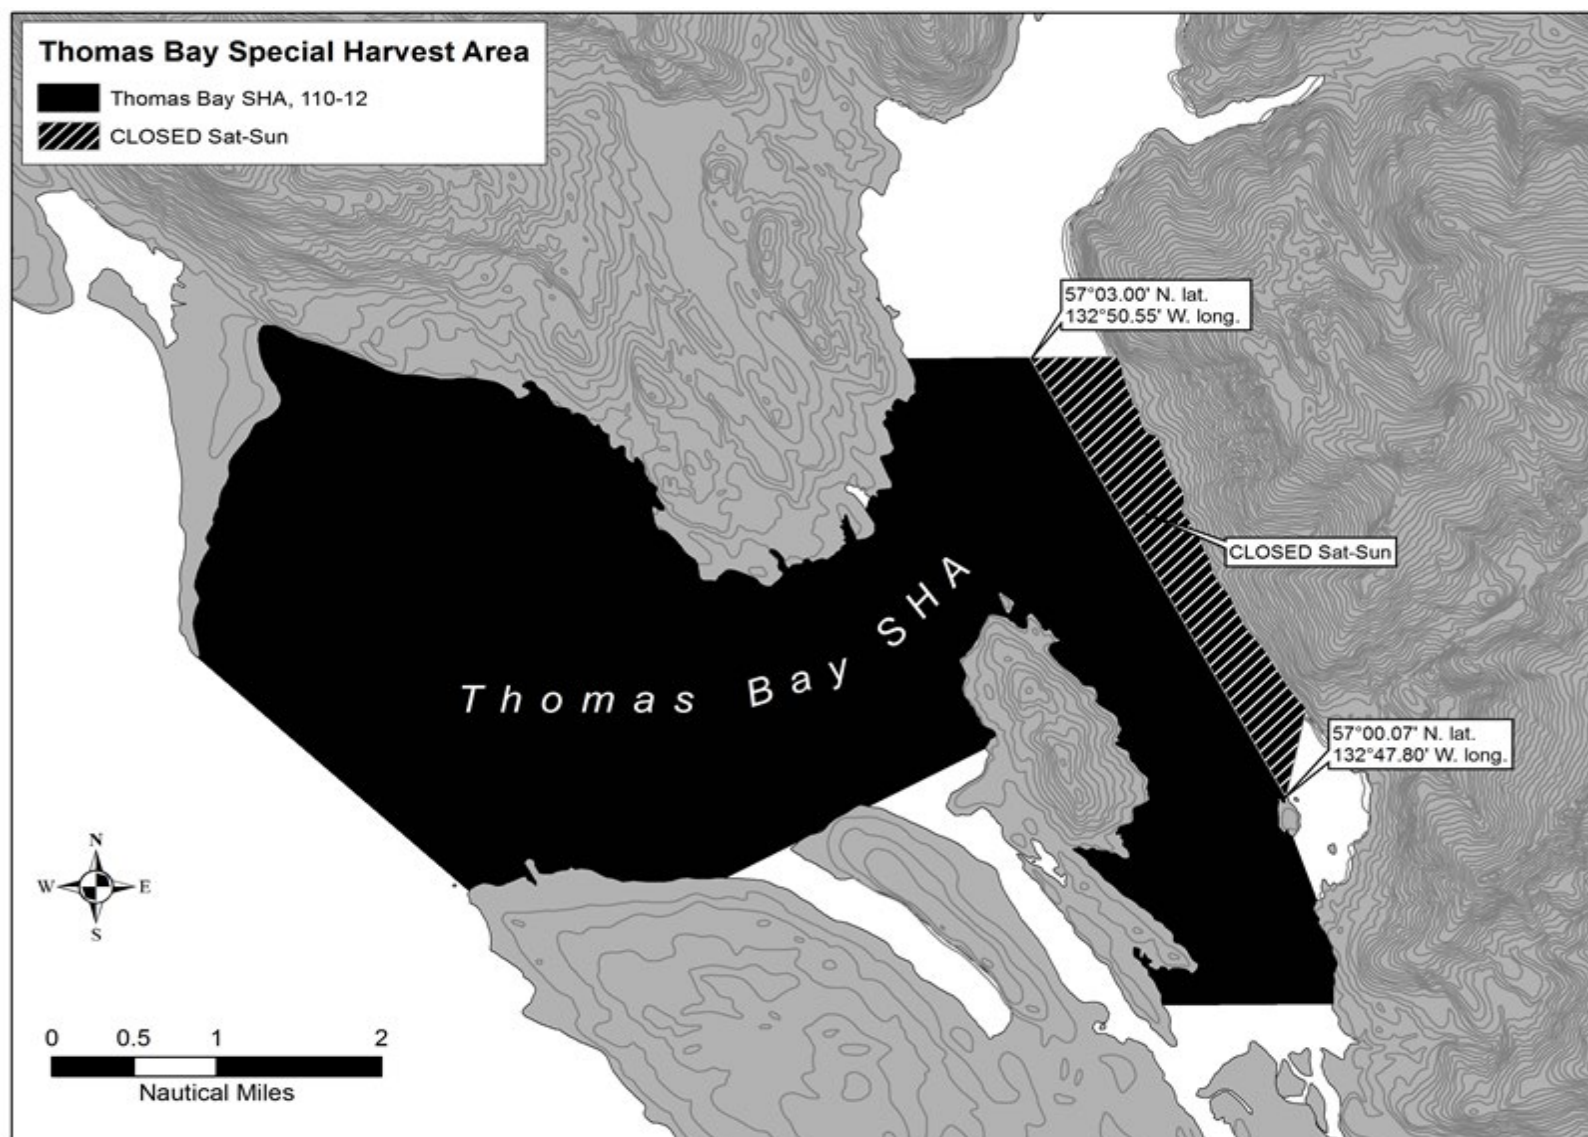 Thomas Bay Special Harvest Area
Thomas Bay SHA, 110-12
CLOSED Sat-Sun
57°03.00' N. lat.
132°50.55' W. long.
CLOSED Sat-Sun
Thomas Bay SHA
57°00.07' N. lat.
132°47.80' W. long.
N
W E
S
0 0.5 1 2
Nautical Miles